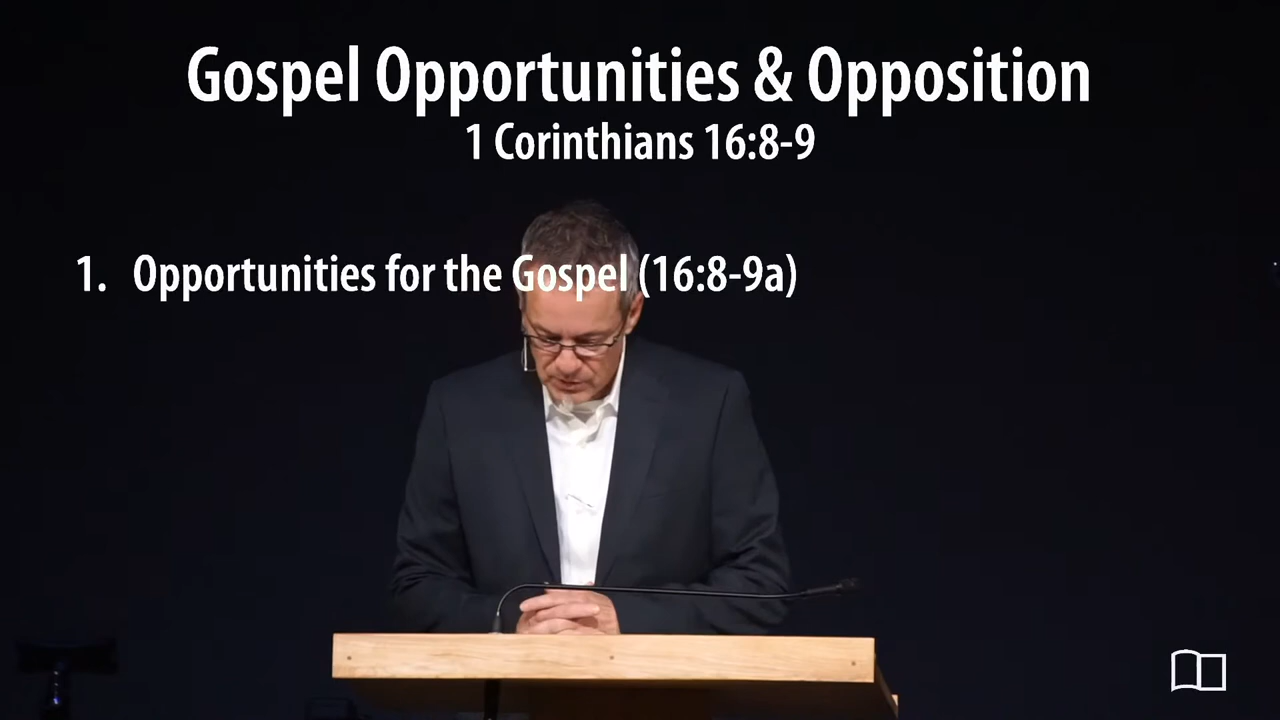 Gospel Opportunities & Opposition
1 Corinthians 16:8-9
1. Opportunities for the Gospel (16:8-9a)